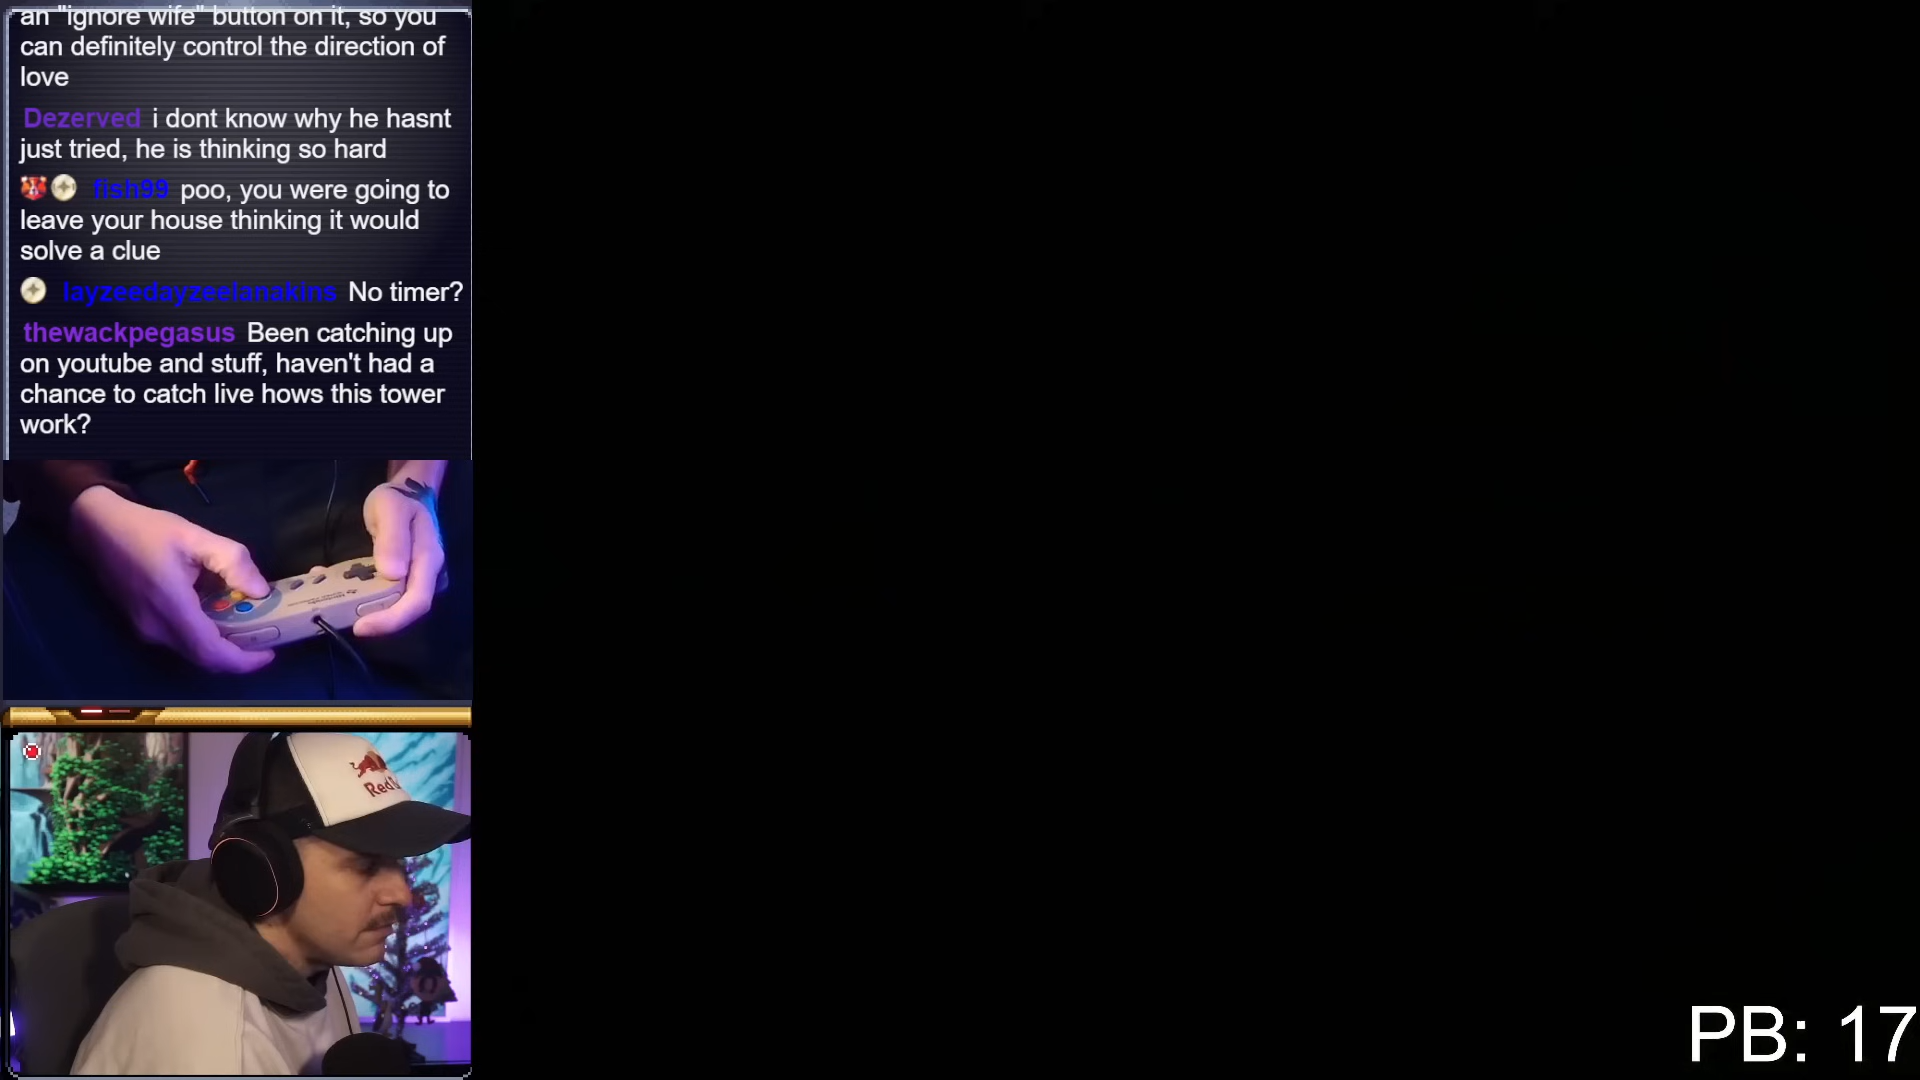 an "ignore wife" button on it, so you
can definitely control the direction of
love
Dezerved i dont know why he hasnt
just tried, he is thinking so hard
fish99 poo, you were going to
leave your house thinking it would
solve a clue
layzeedayzeelanakins No timer?
thewackpegasus Been catching up
on youtube and stuff, haven't had a
chance to catch live hows this tower
work?
Red
PB: 17